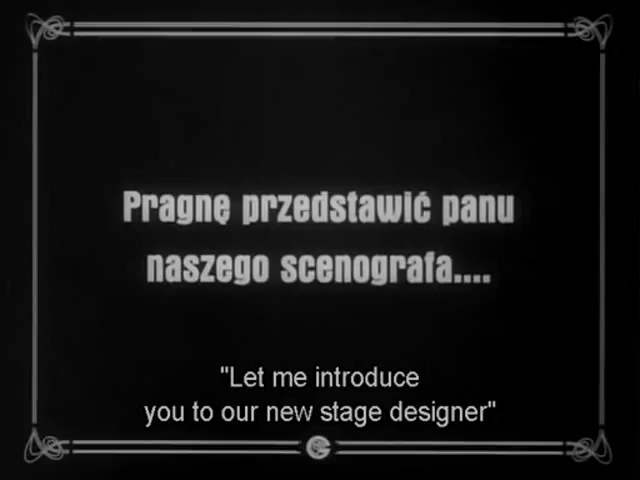 Pragnę przedstawić panu
naszego scenografa....
"Let me introduce
you to our new stage designer"